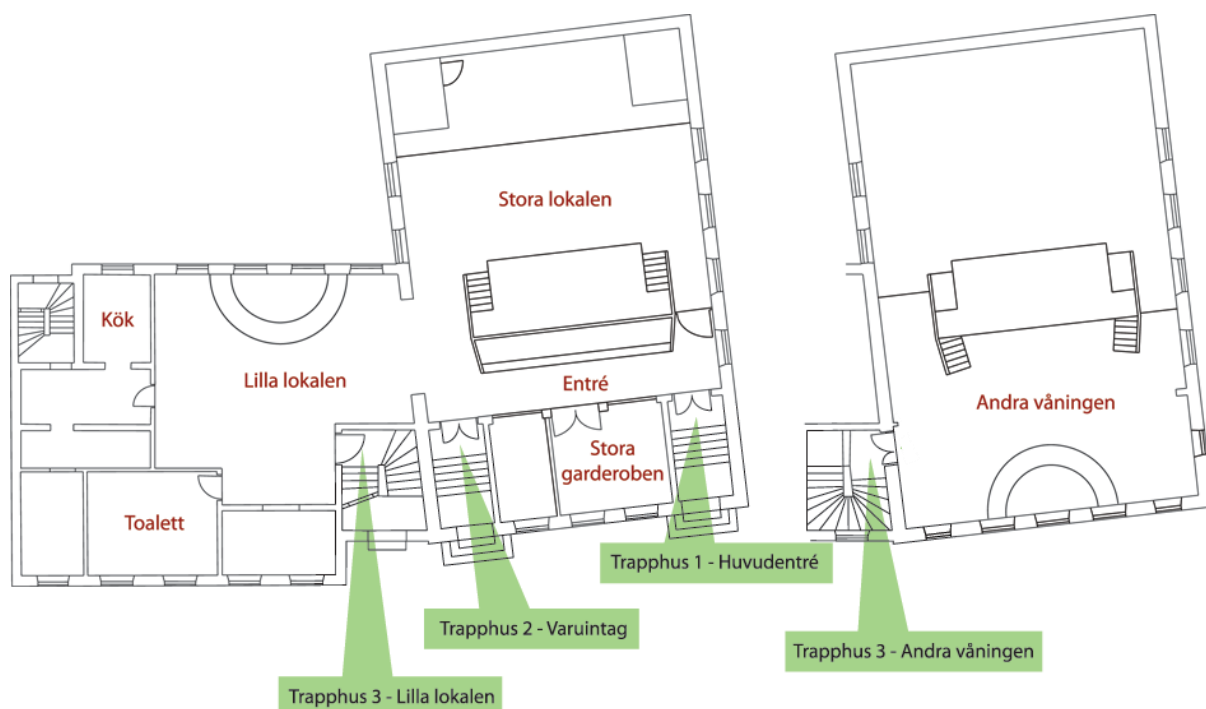 Stora lokalen
Kök
Lilla lokalen
Entré
Andra våningen
Stora
garderoben
Toalett
Trapphus 1 - Huvudentré
Trapphus 2 - Varuintag
Trapphus 3 - Andra våningen
Trapphus 3 - Lilla lokalen